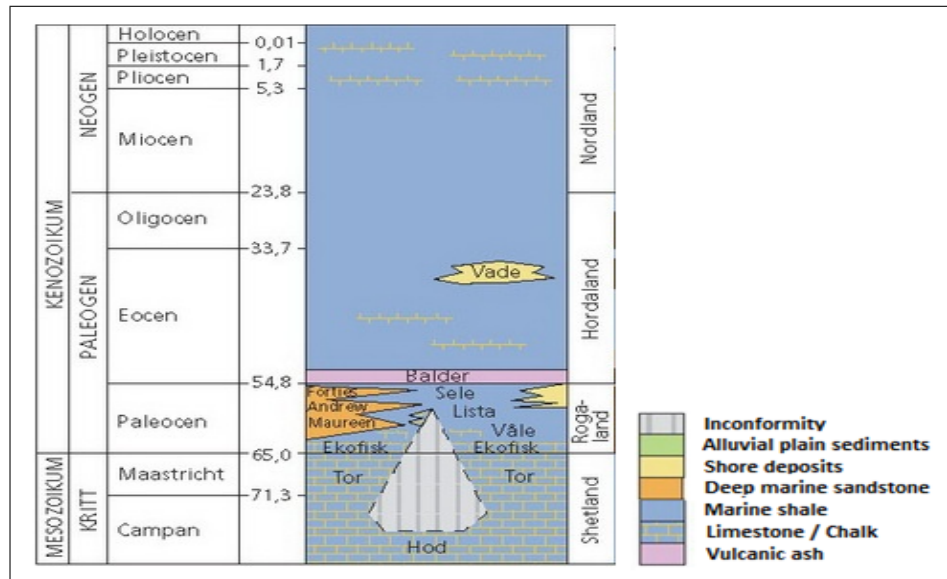 KENOZOIKUM
MESOZOIKUM
NEOGEN
PALEOGEN
KRITT
Holocen
Pleistocen
Pliocen
Miocen
Oligocen
Eocen
Paleocen
Maastricht
Campan
0,01
1,7
5,3
23,8
33,7
54,8
65,0
71,3
Vade
Balder
Forties
Andrew
Maureen
Sele
Lista
Våle
Ekofisk
Ekofisk
Tor
Tor
Hod
Nordland
Hordaland
Roga-
land
Shetland
Inconformity
Alluvial plain sediments
Shore deposits
Deep marine sandstone
Marine shale
Limestone / Chalk
Vulcanic ash